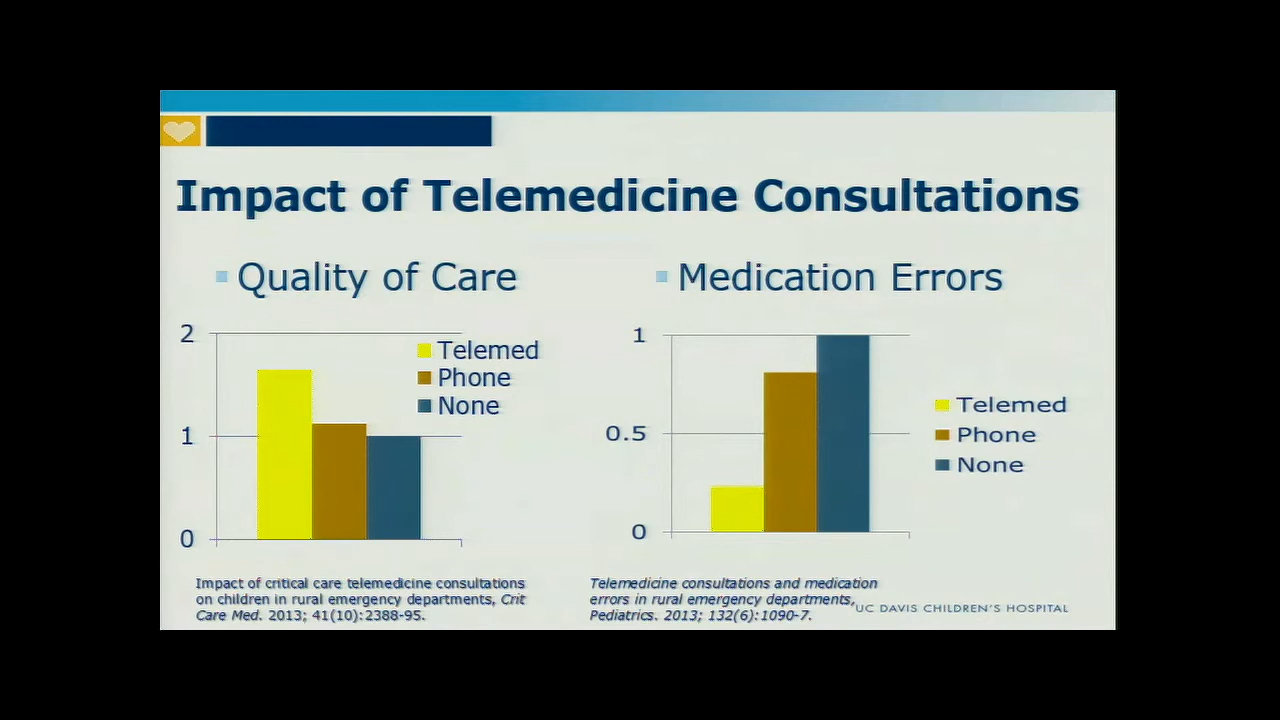 Impact of Telemedicine Consultations
Quality of Care
2
1
0
Telemed
Phone
None
Impact of critical care telemedicine consultations
on children in rural emergency departments, Crit
Care Med. 2013; 41(10):2388-95.
Medication Errors
1
0.5
0
Telemed
Phone
None
Telemedicine consultations and medication
errors in rural emergency departments,
Pediatrics. 2013; 132(6):1090-7.
UC DAVIS CHILDREN'S HOSPITAL